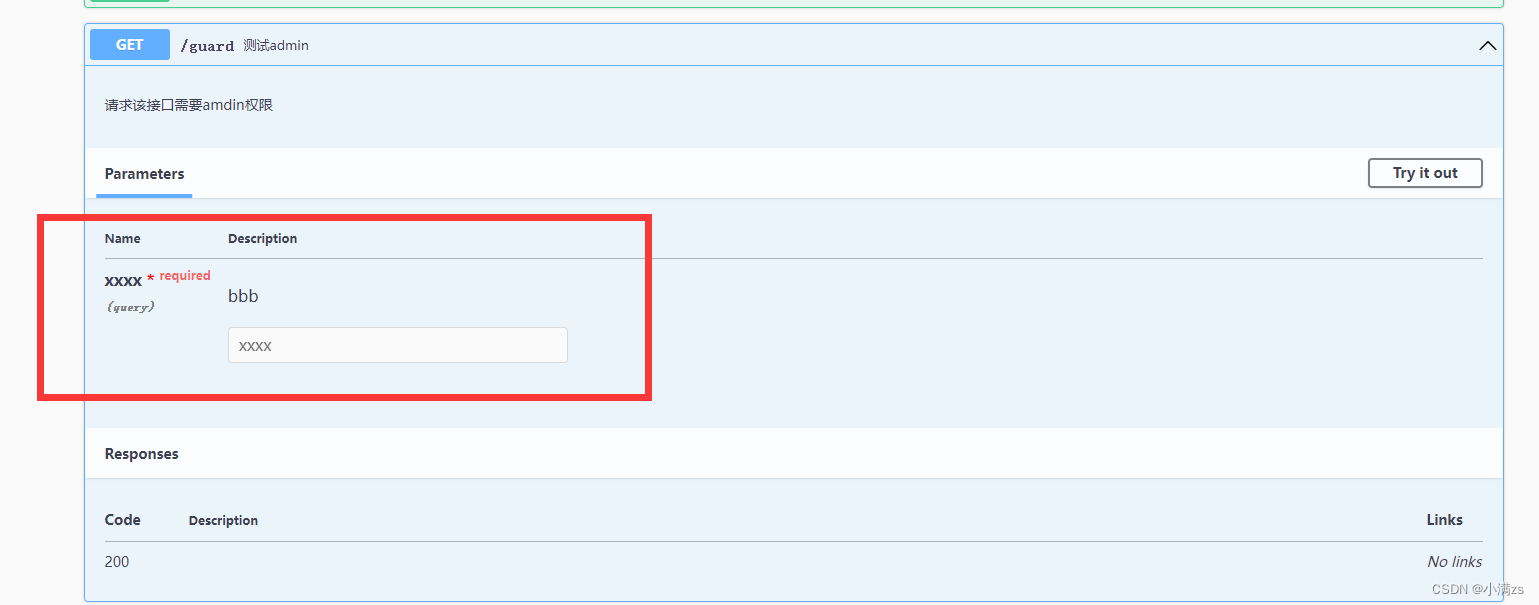 GET /guard 测试admin
请求该接口需要amdin权限
Parameters Try it out
Name Description
xxxx * required
(query)
bbb
xxxx
Responses
Code Description Links
200 No links
CSDN @小满zs